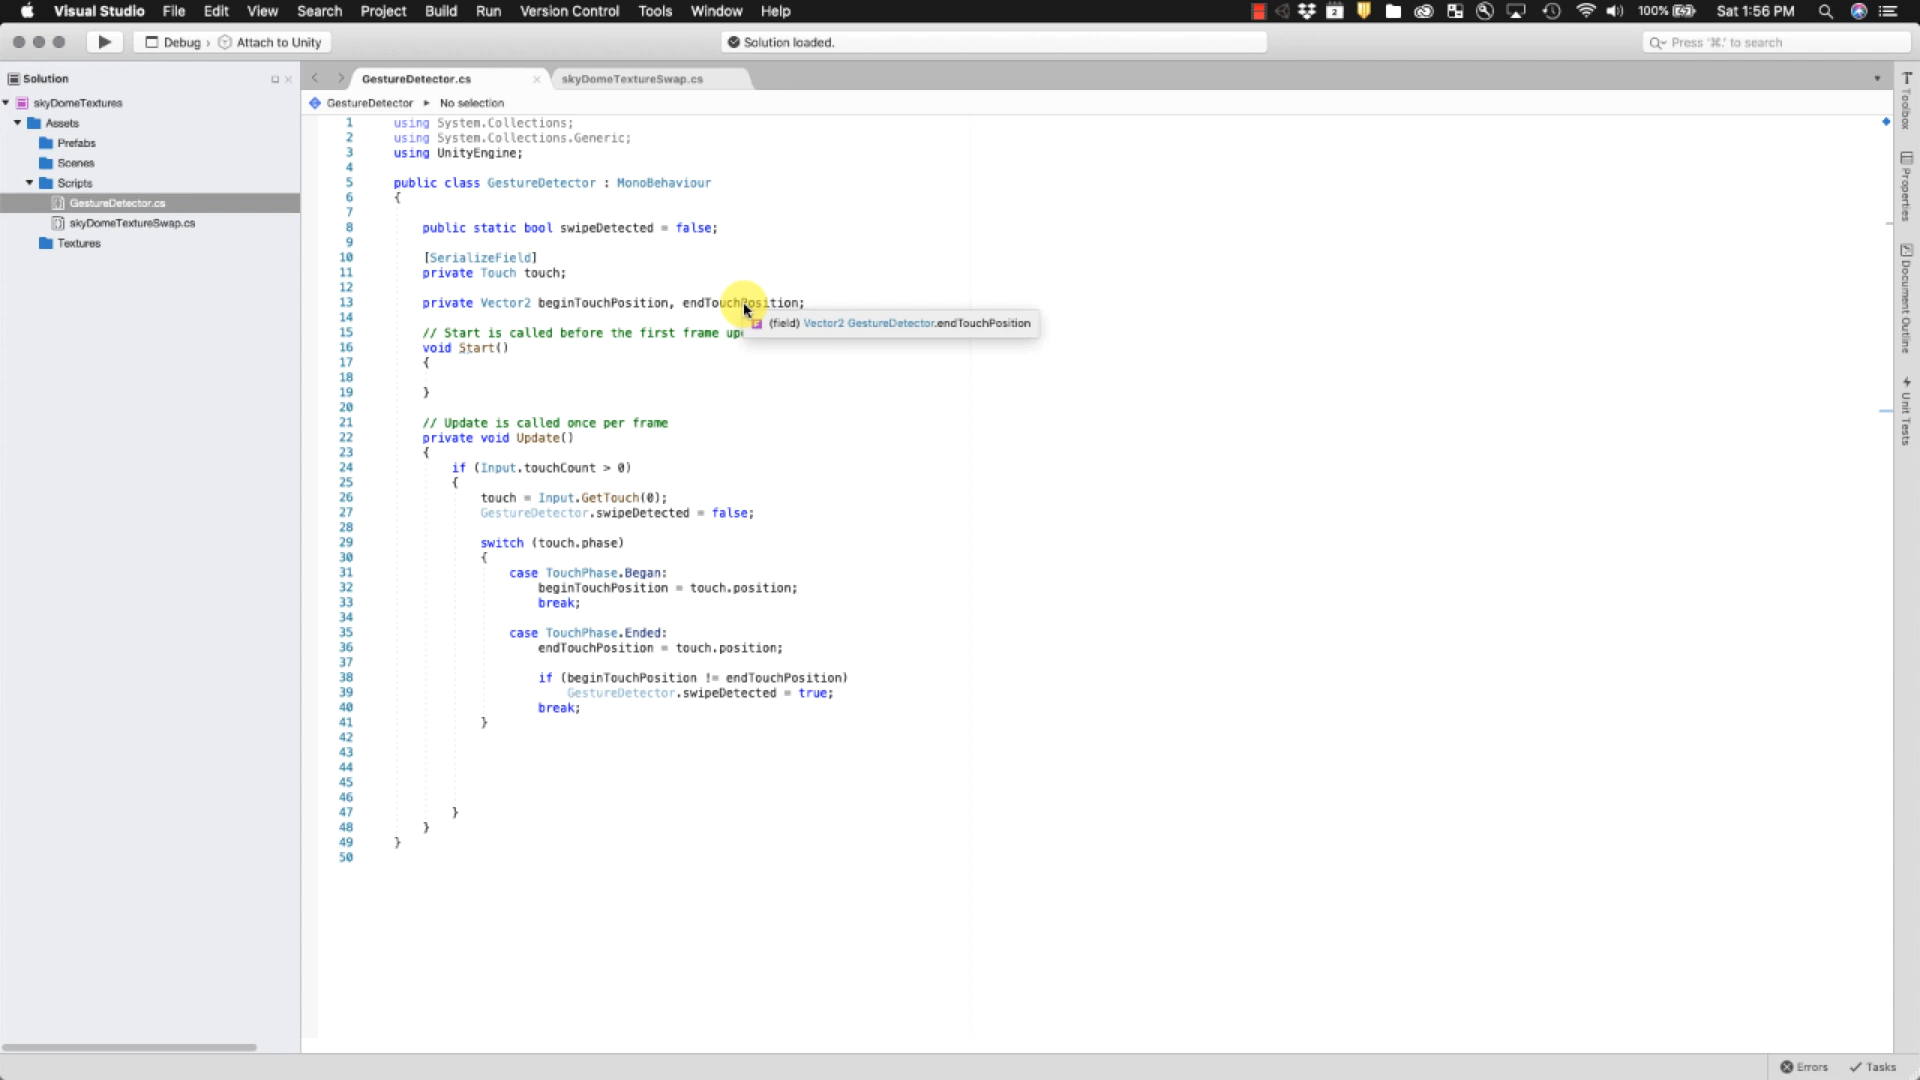 Visual Studio File Edit View Search Project Build Run Version Control Tools Window Help 2 100% Sat 1:56 PM
Debug › Attach to Unity Solution loaded. Press '⌘.' to search
Solution
skyDomeTextures
Assets
Prefabs
Scenes
Scripts
GestureDetector.cs
skyDomeTextureSwap.cs
Textures
GestureDetector.cs skyDomeTextureSwap.cs
GestureDetector No selection
1 using System.Collections;
2 using System.Collections.Generic;
3 using UnityEngine;
4
5 public class GestureDetector : MonoBehaviour
6 {
7
8 public static bool swipeDetected = false;
9
10 [SerializeField]
11 private Touch touch;
12
13 private Vector2 beginTouchPosition, endTouchPosition;
(field) Vector2 GestureDetector.endTouchPosition
14
15 // Start is called before the first frame up
16 void Start()
17 {
18
19 }
20
21 // Update is called once per frame
22 private void Update()
23 {
24 if (Input.touchCount > 0)
25 {
26 touch = Input.GetTouch(0);
27 GestureDetector.swipeDetected = false;
28
29 switch (touch.phase)
30 {
31 case TouchPhase.Began:
32 beginTouchPosition = touch.position;
33 break;
34
35 case TouchPhase.Ended:
36 endTouchPosition = touch.position;
37
38 if (beginTouchPosition != endTouchPosition)
39 GestureDetector.swipeDetected = true;
40 break;
41 }
42
43
44
45
46
47 }
48 }
49 }
50
Toolbox
Properties
Document Outline
Unit Tests
Errors Tasks